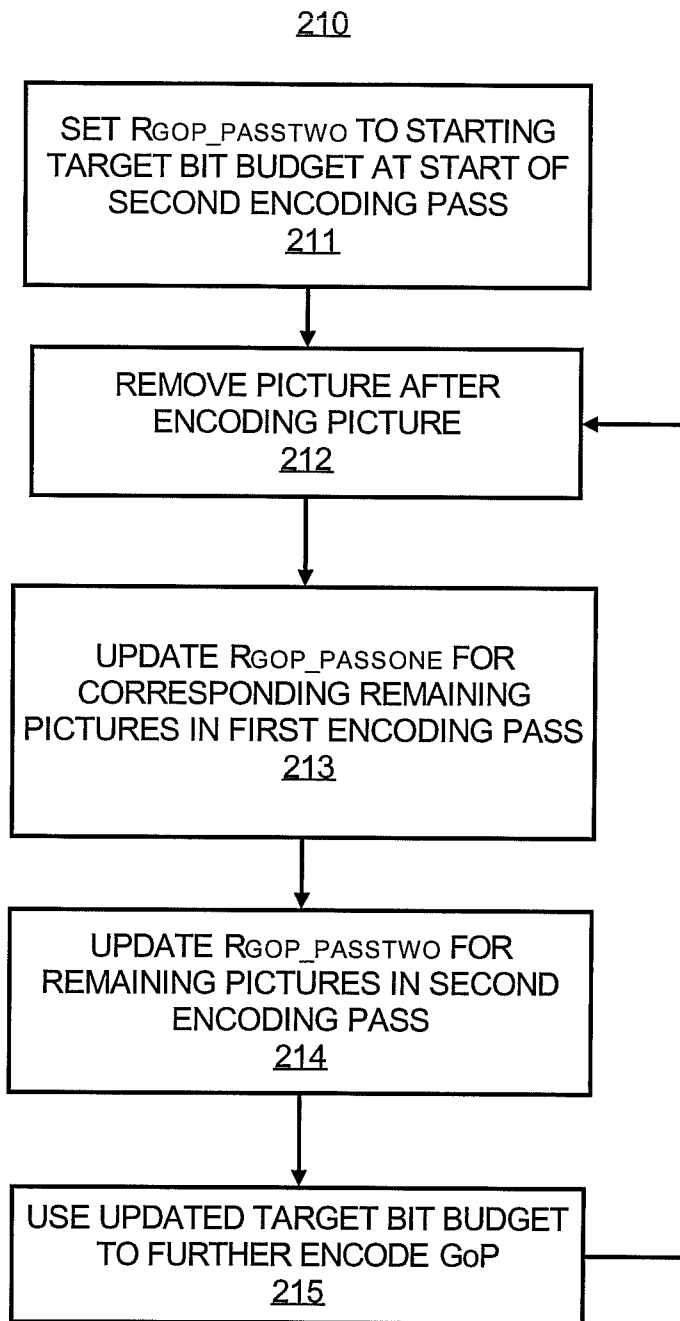 210
SET RGOP_PASSTWO TO STARTING
TARGET BIT BUDGET AT START OF
SECOND ENCODING PASS
211
REMOVE PICTURE AFTER
ENCODING PICTURE
212
UPDATE RGOP_PASSONE FOR
CORRESPONDING REMAINING
PICTURES IN FIRST ENCODING PASS
213
UPDATE RGOP_PASSTWO FOR
REMAINING PICTURES IN SECOND
ENCODING PASS
214
USE UPDATED TARGET BIT BUDGET
TO FURTHER ENCODE GoP
215